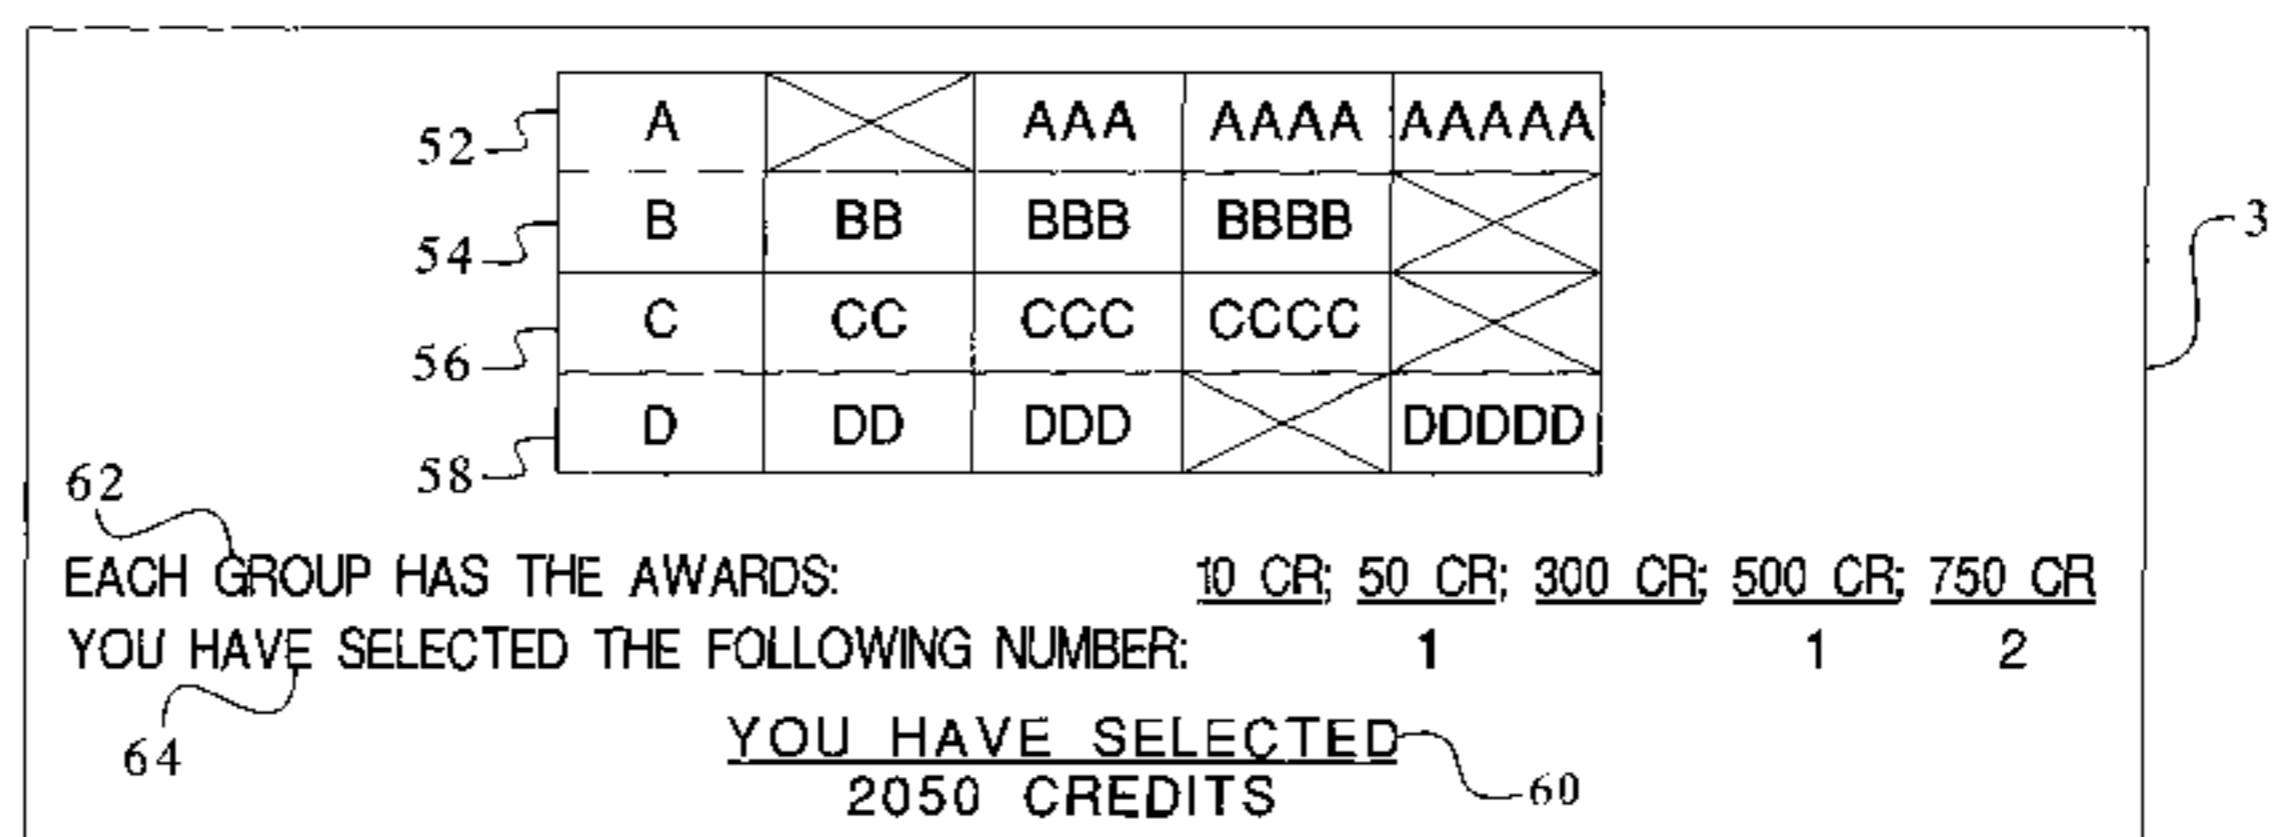 52 A AAA AAAA AAAAA
54 B BB BBB BBBB 3
56 C CC CCC CCCC
58 D DD DDD DDDDD
62
EACH GROUP HAS THE AWARDS: 10 CR; 50 CR; 300 CR; 500 CR; 750 CR
YOU HAVE SELECTED THE FOLLOWING NUMBER: 1 1 2
64 YOU HAVE SELECTED 60
2050 CREDITS